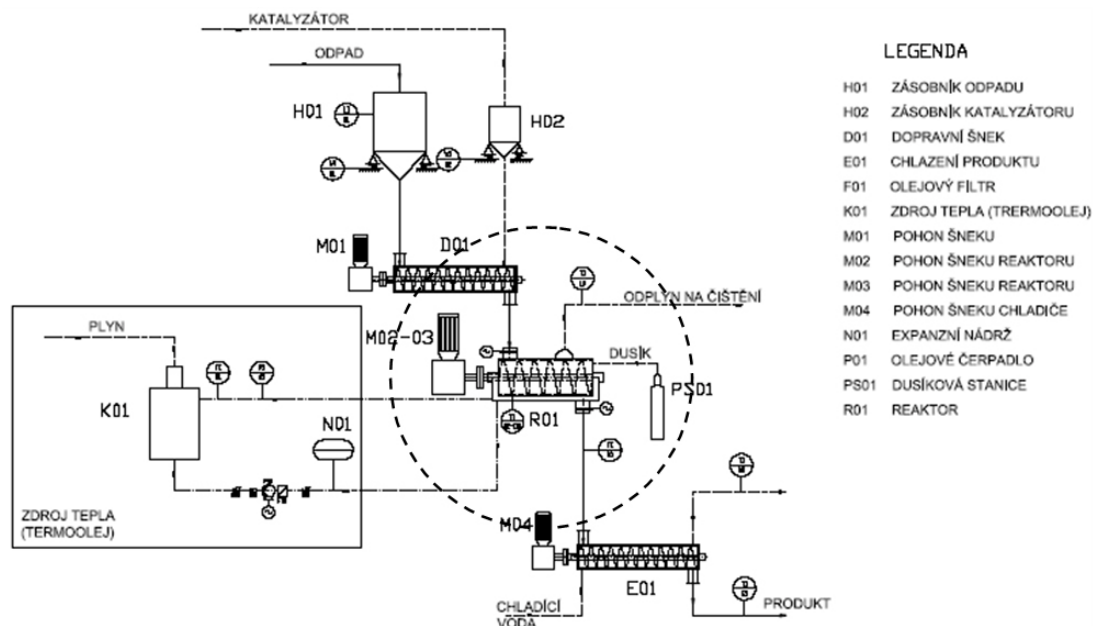 KATALYZÁTOR
ODPAD
H01
H02
M01
D01
ODPLYN NA ČIŠTĚNÍ
PLYN
M02-03
DUSÍK
PS01
K01
R01
N01
ZDROJ TEPLA
(TERMOOLEJ)
M04
E01
CHLADÍCÍ
VODA
PRODUKT
LEGENDA
H01 ZÁSOBNÍK ODPADU
H02 ZÁSOBNÍK KATALYZÁTORU
D01 DOPRAVNÍ ŠNEK
E01 CHLAZENÍ PRODUKTU
F01 OLEJOVÝ FILTR
K01 ZDROJ TEPLA (TRERMOOLEJ)
M01 POHON ŠNEKU
M02 POHON ŠNEKU REAKTORU
M03 POHON ŠNEKU REAKTORU
M04 POHON ŠNEKU CHLADIČE
N01 EXPANZNÍ NÁDRŽ
P01 OLEJOVÉ ČERPADLO
PS01 DUSÍKOVÁ STANICE
R01 REAKTOR